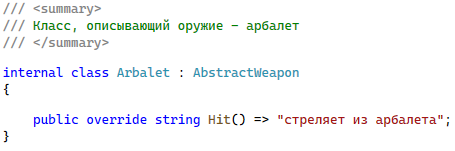 /// <summary>
/// Класс, описывающий оружие – арбалет
/// </summary>
internal class Arbalet : AbstractWeapon
{
public override string Hit() => "стреляет из арбалета";
}